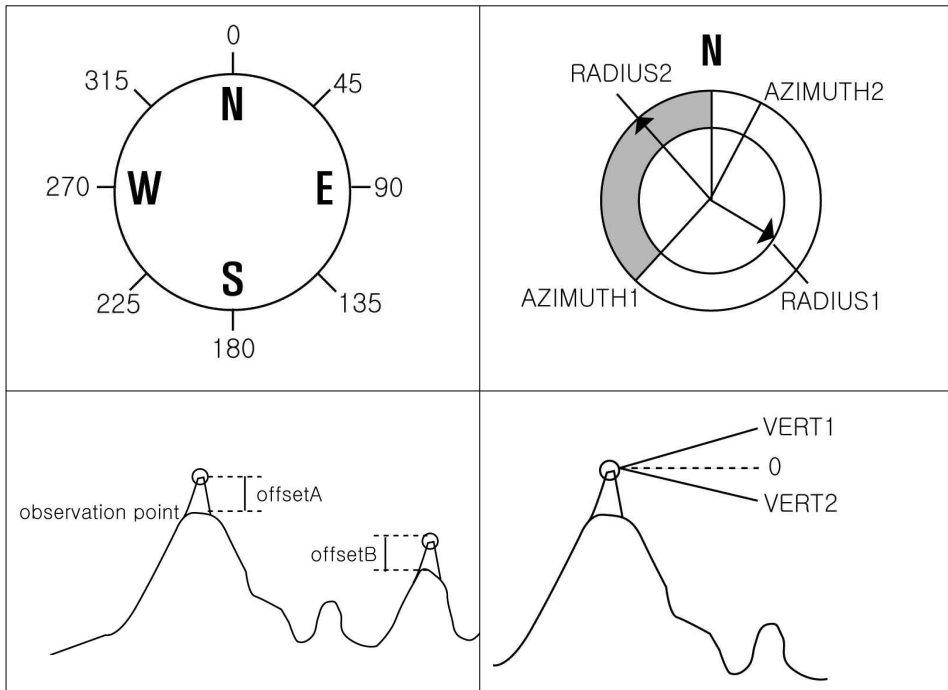 0
315
45
N
270
W
E
90
S
225
135
180
N
RADIUS2
AZIMUTH2
AZIMUTH1
RADIUS1
offsetA
observation point
offsetB
VERT1
0
VERT2